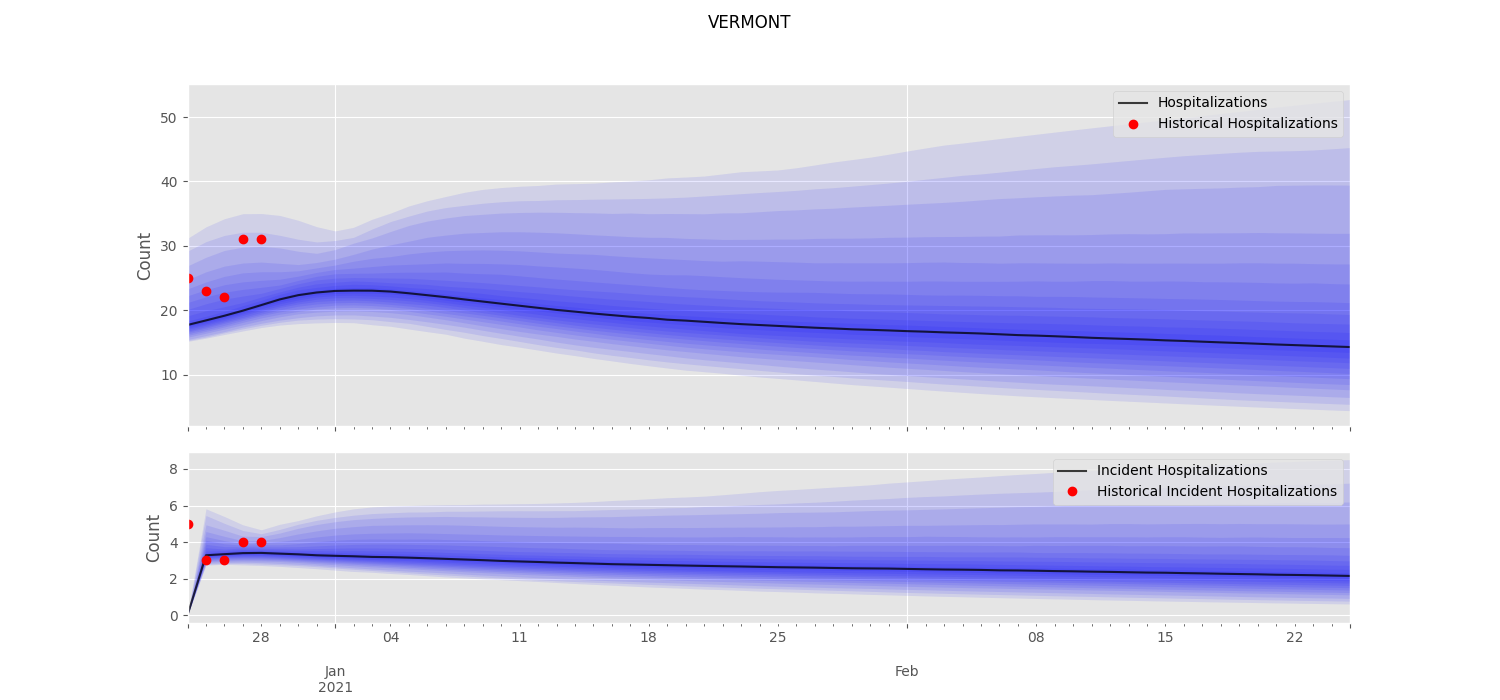 VERMONT
Hospitalizations
Historical Hospitalizations
Count
50
40
30
20
10
Incident Hospitalizations
Historical Incident Hospitalizations
Count
8
6
4
2
0
28
04
11
18
25
08
15
22
Jan
2021
Feb